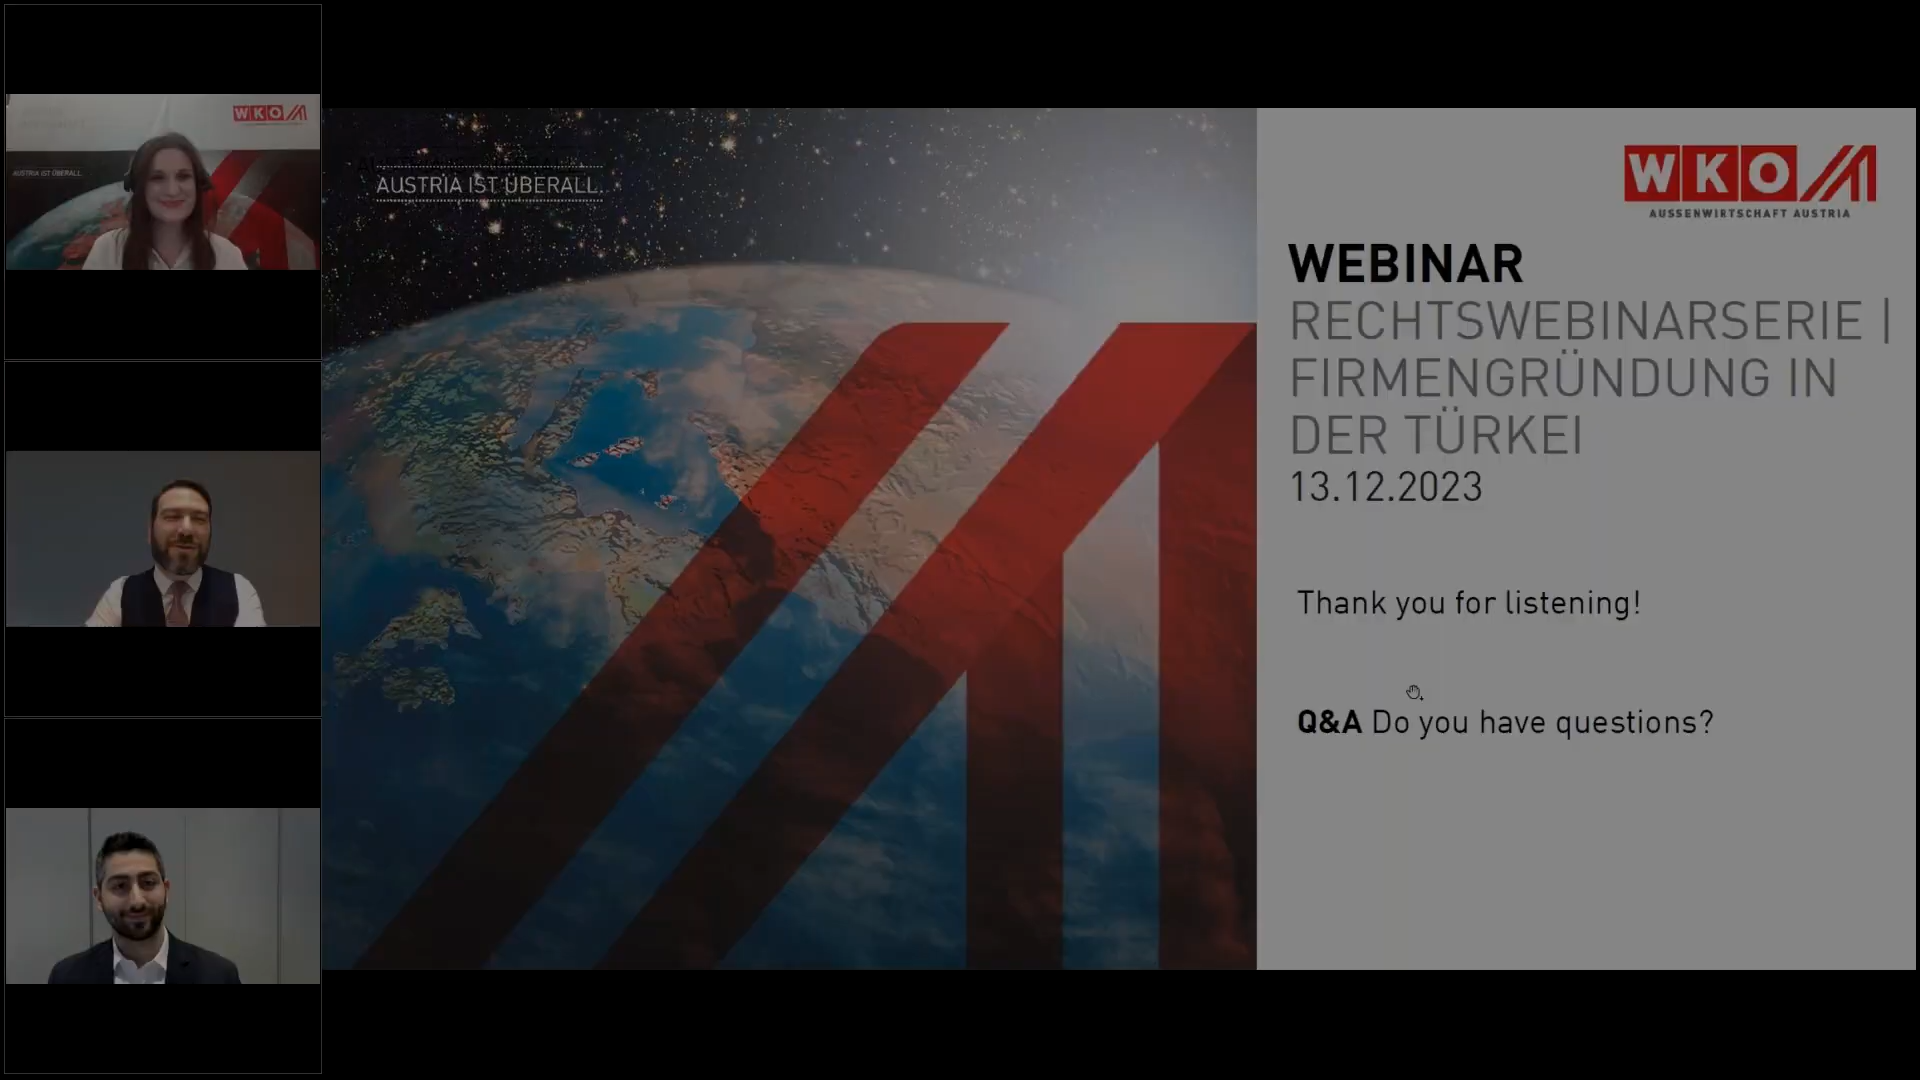 WKO
AUSTRIA IST ÜBERALL.
AUSTRIA IST ÜBERALL.
WKO
AUSSENWIRTSCHAFT AUSTRIA
WEBINAR
RECHTSWEBINARSERIE |
FIRMENGRÜNDUNG IN
DER TÜRKEI
13.12.2023
Thank you for listening!
Q&A Do you have questions?